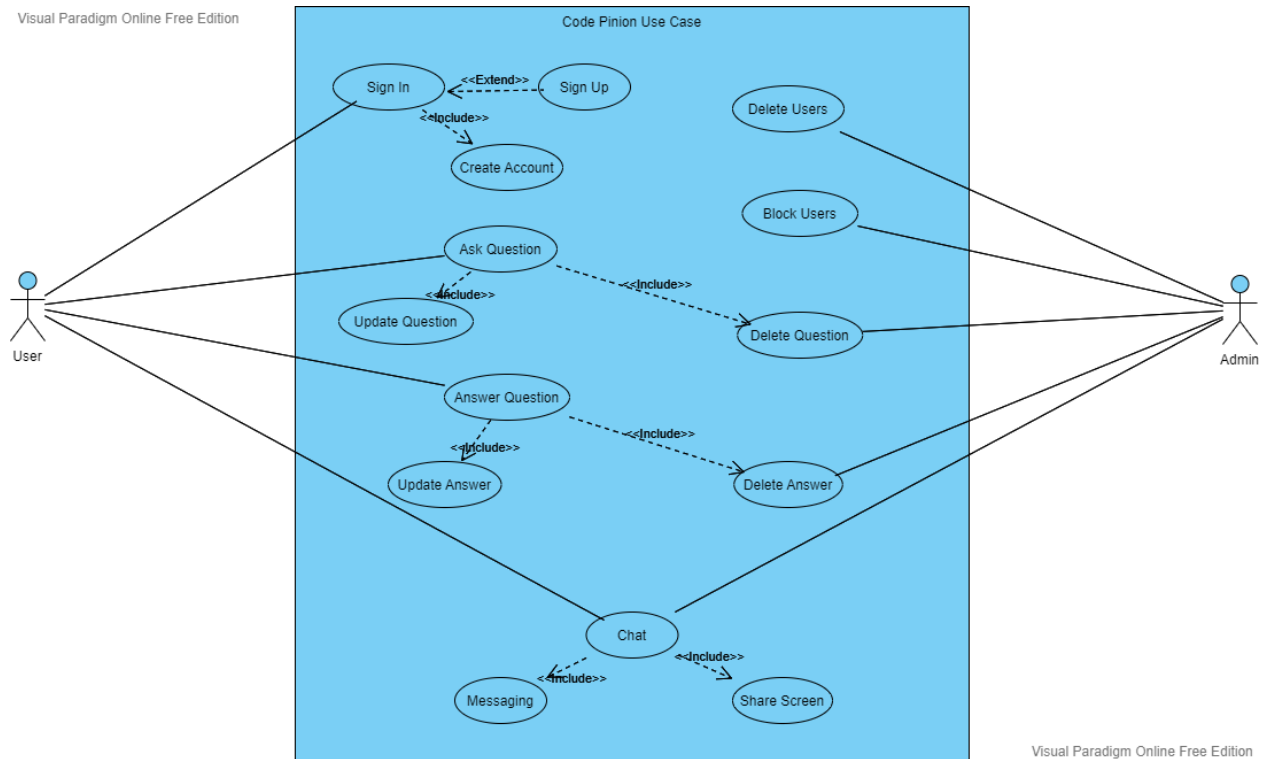 Visual Paradigm Online Free Edition
Code Pinion Use Case
Sign In
<<Extend>>
Sign Up
<<Include>>
Create Account
Delete Users
Block Users
Ask Question
<<Include>>
<<Include>>
Update Question
Delete Question
User
Admin
Answer Question
<<Include>>
<<Include>>
Update Answer
Delete Answer
Chat
<<Include>>
<<Include>>
Messaging
Share Screen
Visual Paradigm Online Free Edition